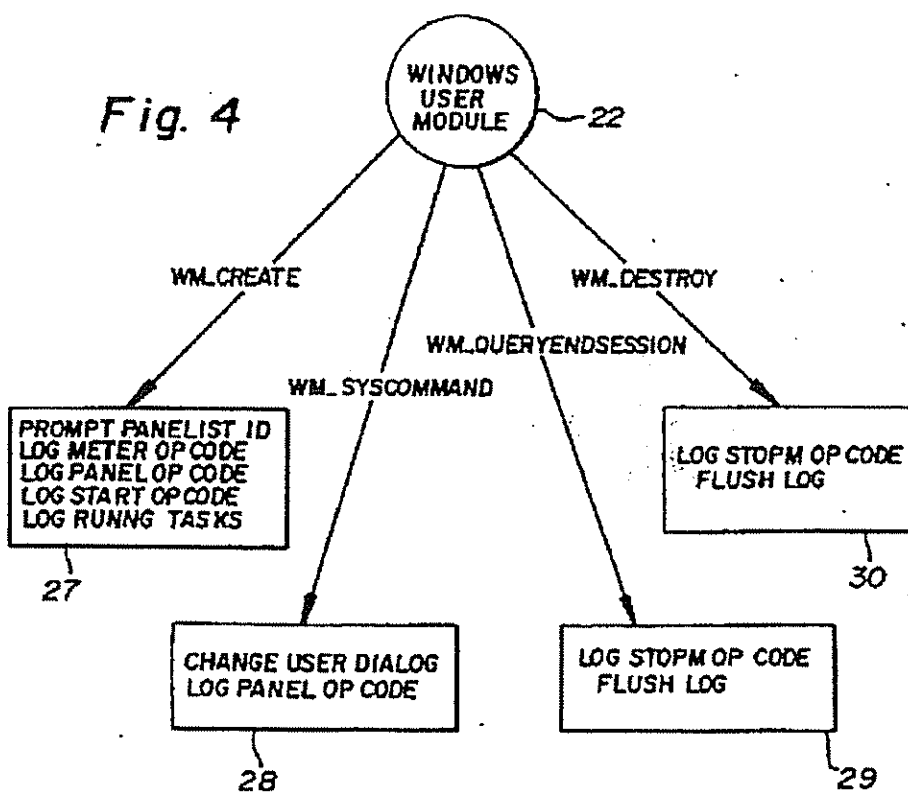 Fig. 4
WINDOWS
USER
MODULE
22
WM_CREATE
WM_DESTROY
WM_QUERYENDSESSION
WM_SYSCOMMAND
PROMPT PANELIST ID
LOG METER OP CODE
LOG PANEL OP CODE
LOG START OP CODE
LOG RUNNG TASKS
27
LOG STOPM OP CODE
FLUSH LOG
30
CHANGE USER DIALOG
LOG PANEL OP CODE
28
LOG STOPM OP CODE
FLUSH LOG
29